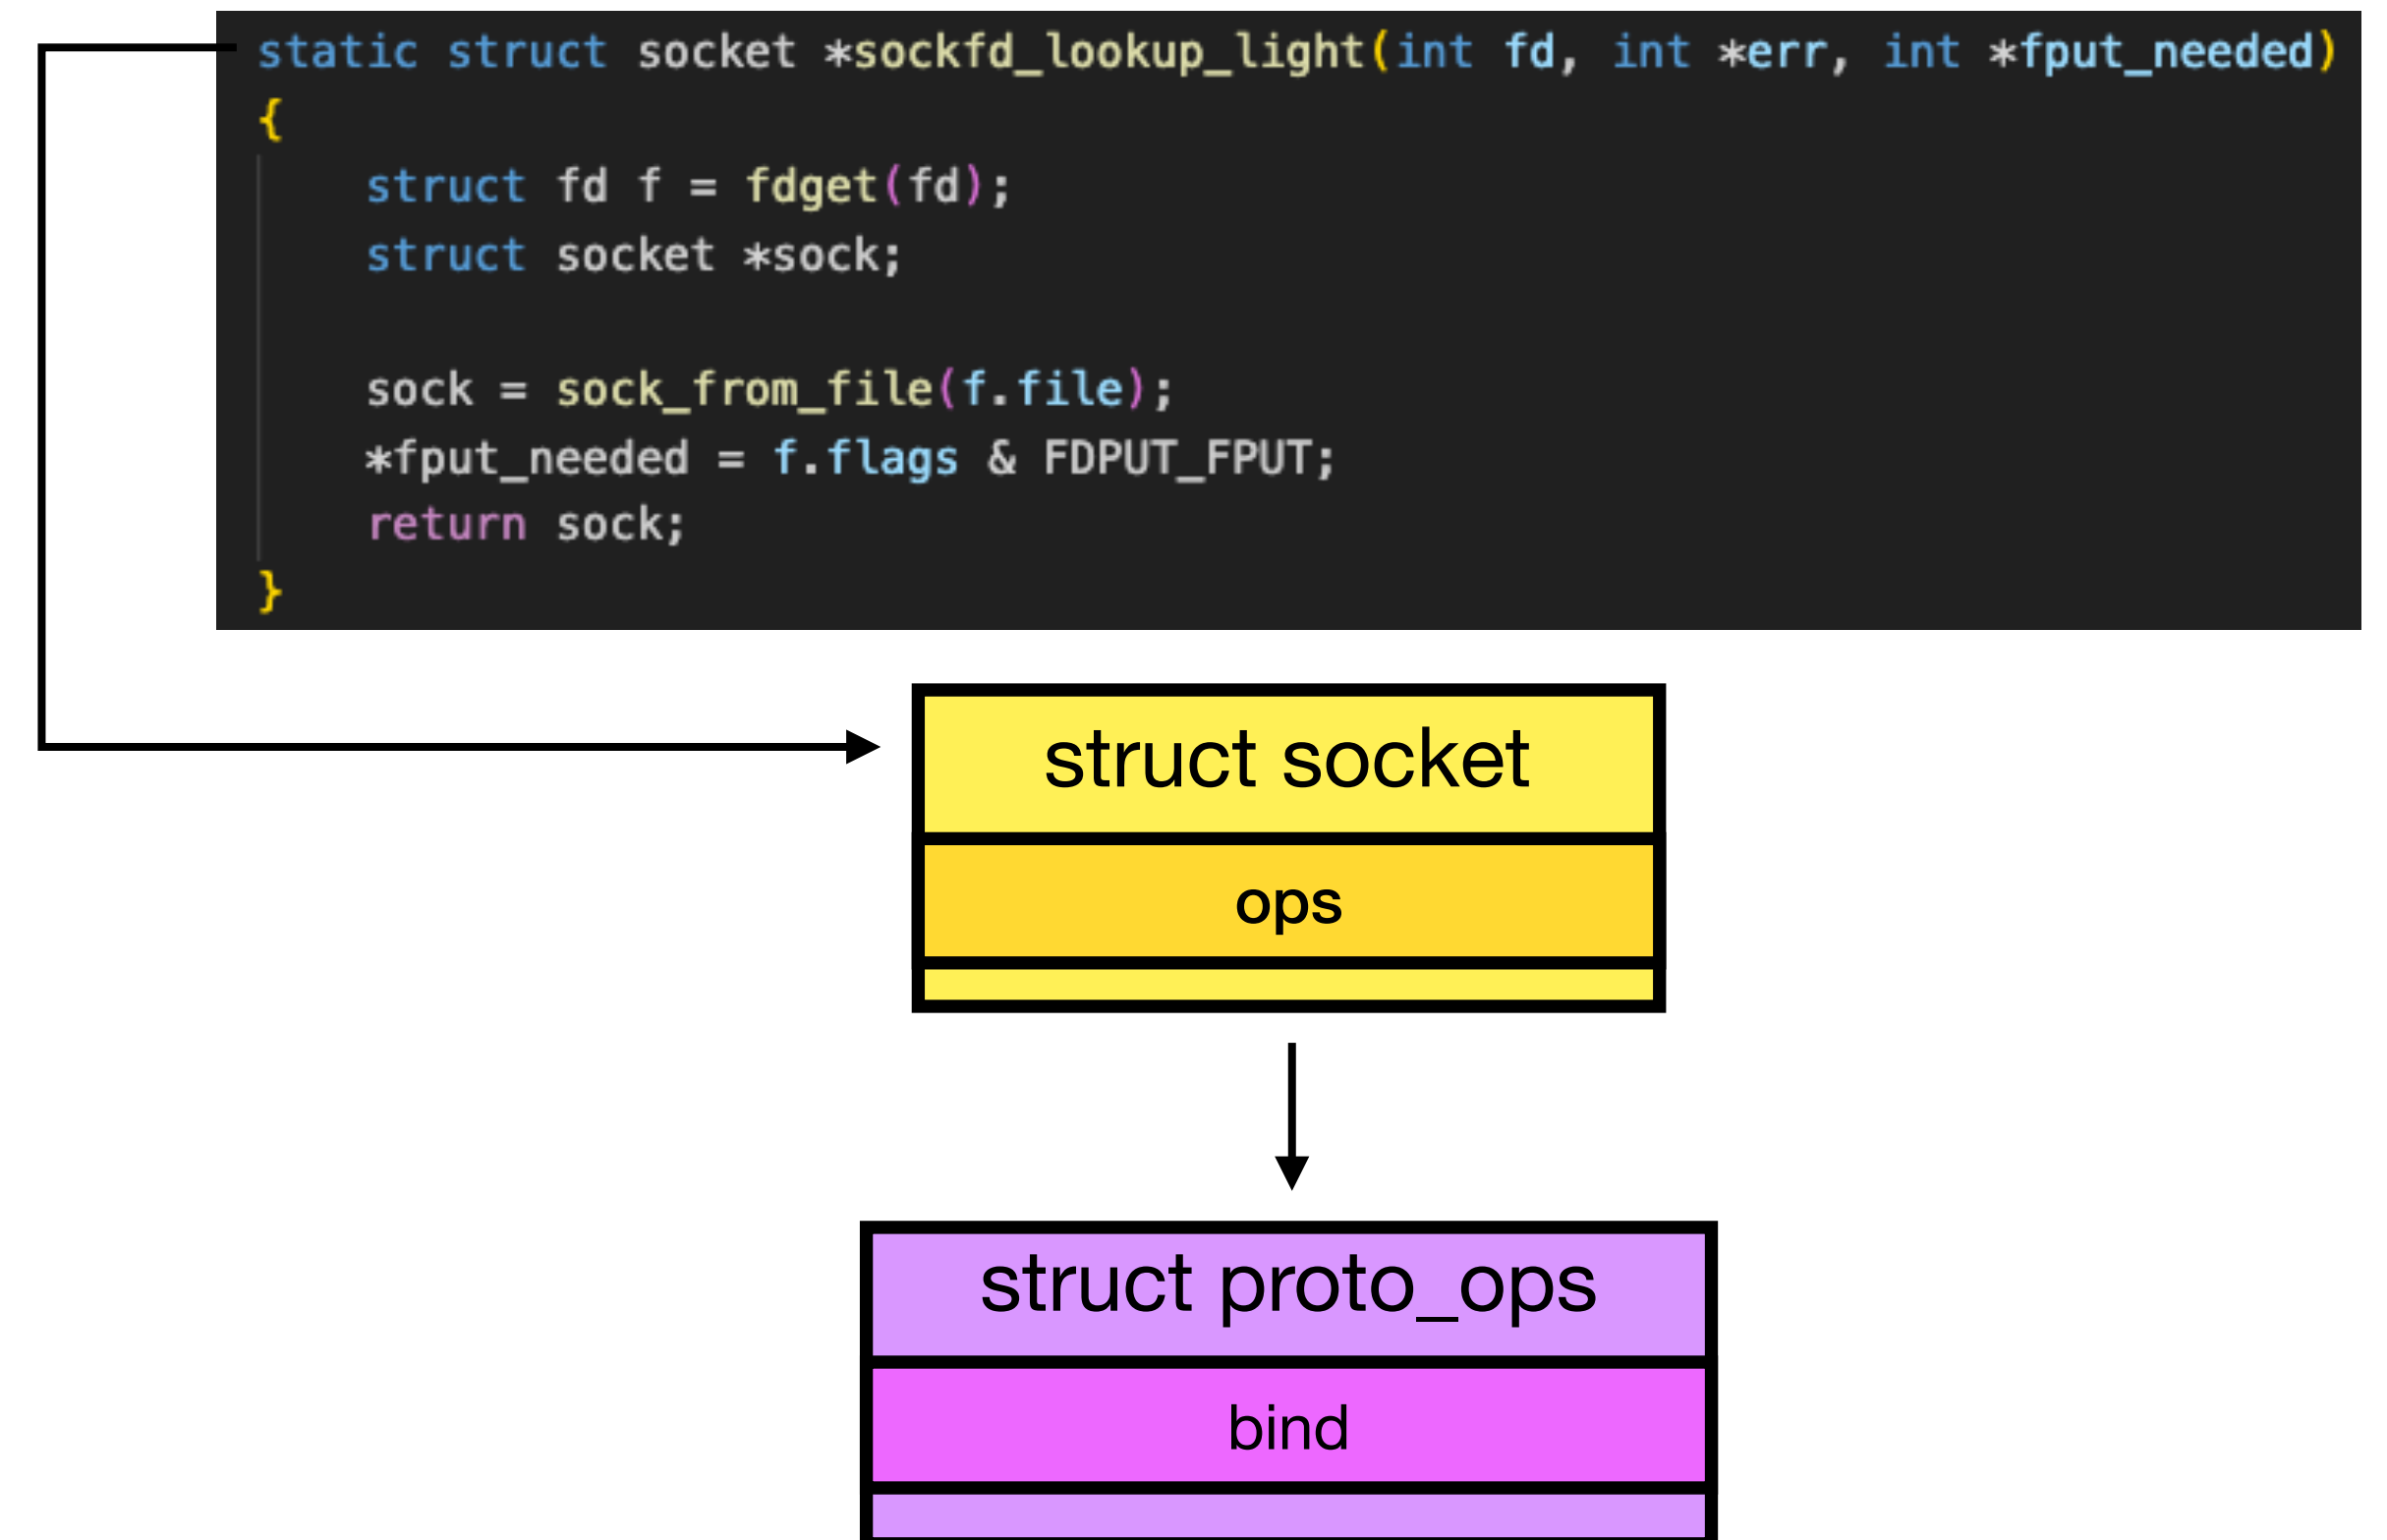 static struct socket *sockfd_lookup_light(int fd, int *err, int *fput_needed)
{
struct fd f = fdget(fd);
struct socket *sock;
sock = sock_from_file(f.file);
*fput_needed = f.flags & FDPUT_FPUT;
return sock;
}
struct socket
ops
struct proto_ops
bind